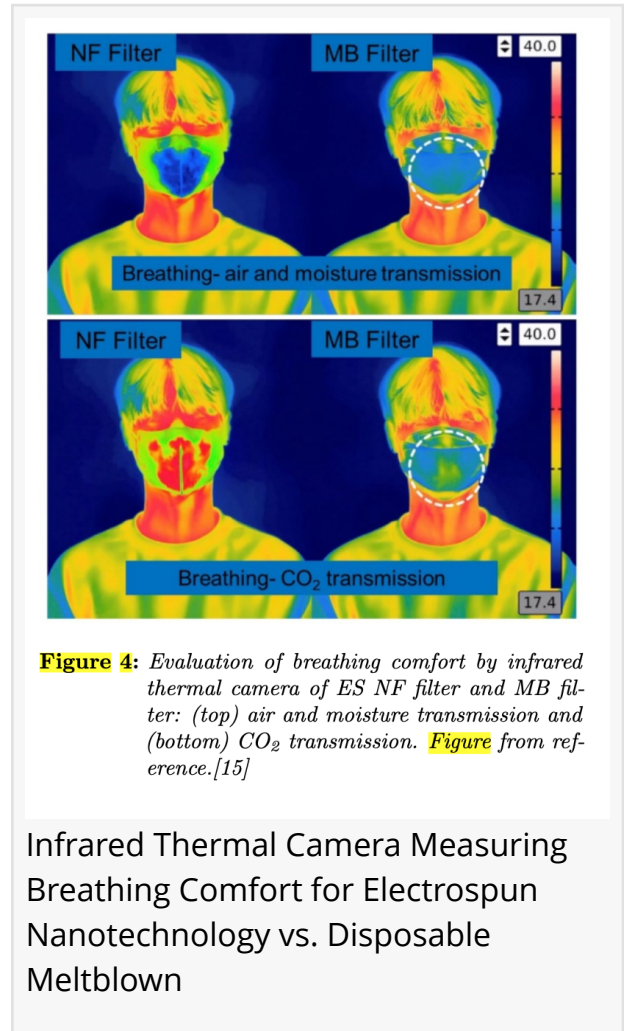 NF Filter
MB Filter
40.0
Breathing- air and moisture transmission
17.4
NF Filter
MB Filter
40.0
Breathing- CO₂ transmission
17.4
Figure 4: Evaluation of breathing comfort by infrared
thermal camera of ES NF filter and MB fil-
ter: (top) air and moisture transmission and
(bottom) CO₂ transmission. Figure from ref-
erence.[15]
Infrared Thermal Camera Measuring
Breathing Comfort for Electrospun
Nanotechnology vs. Disposable
Meltblown